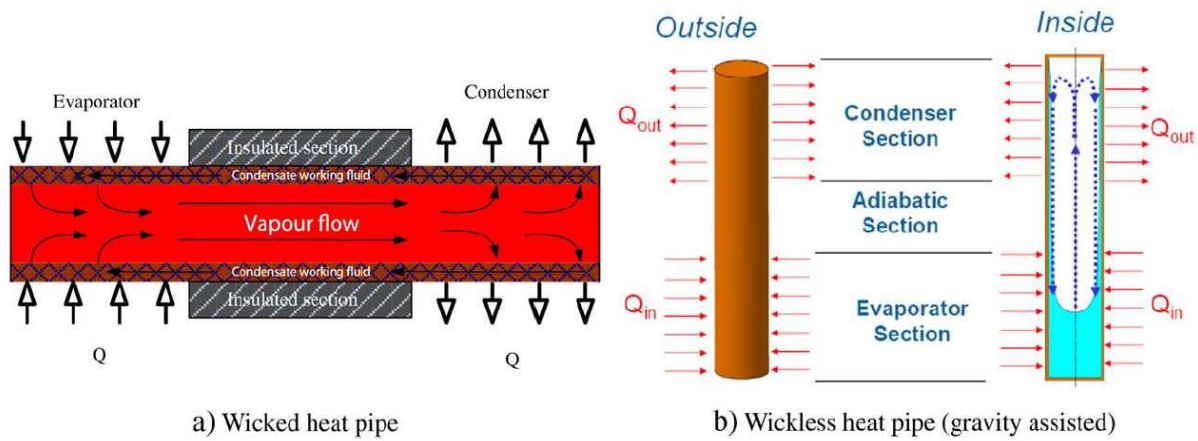 Evaporator
Condenser
Insulated section
Condensate working fluid
Vapour flow
Condensate working fluid
Insulated section
Q
Q
a) Wicked heat pipe
Outside
Inside
Qout
Condenser
Section
Qout
Adiabatic
Section
Qin
Evaporator
Section
Qin
b) Wickless heat pipe (gravity assisted)